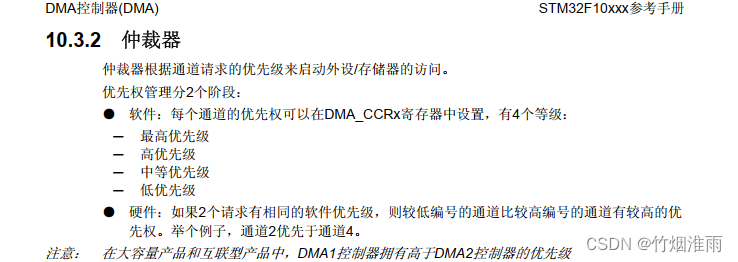 DMA控制器(DMA) STM32F10xxx参考手册
10.3.2 仲裁器
仲裁器根据通道请求的优先级来启动外设/存储器的访问。
优先权管理分2个阶段：
● 软件：每个通道的优先权可以在DMA_CCRx寄存器中设置，有4个等级：
─ 最高优先级
─ 高优先级
─ 中等优先级
─ 低优先级
● 硬件：如果2个请求有相同的软件优先级，则较低编号的通道比较高编号的通道有较高的优
先权。举个例子，通道2优先于通道4。
注意： 在大容量产品和互联型产品中，DMA1控制器拥有高于DMA2控制器的优先级
CSDN @竹烟淮雨